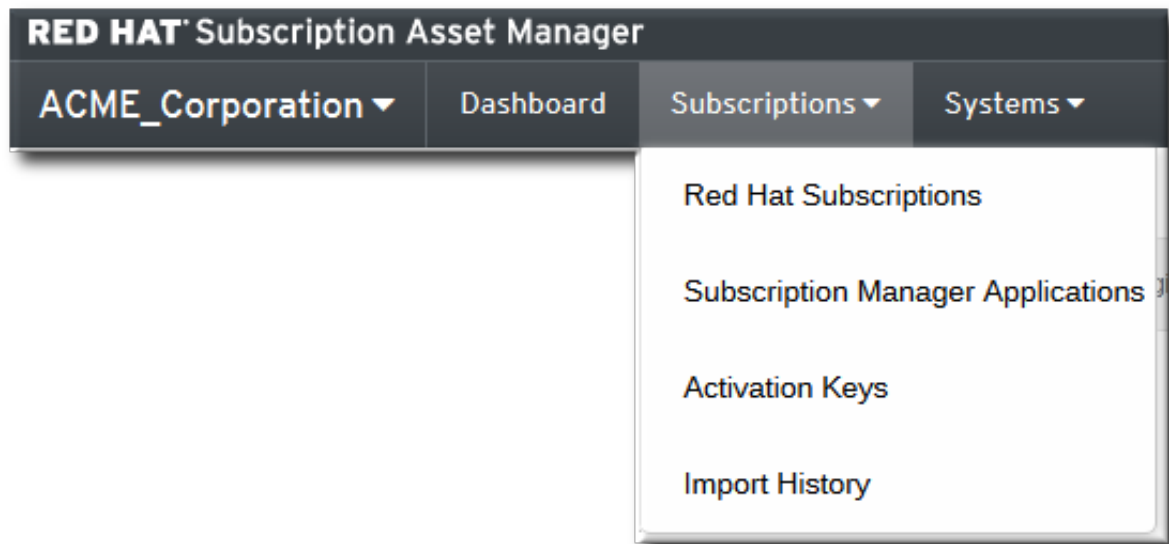 RED HAT Subscription Asset Manager
ACME_Corporation Dashboard Subscriptions Systems
Red Hat Subscriptions
Subscription Manager Applications
Activation Keys
Import History